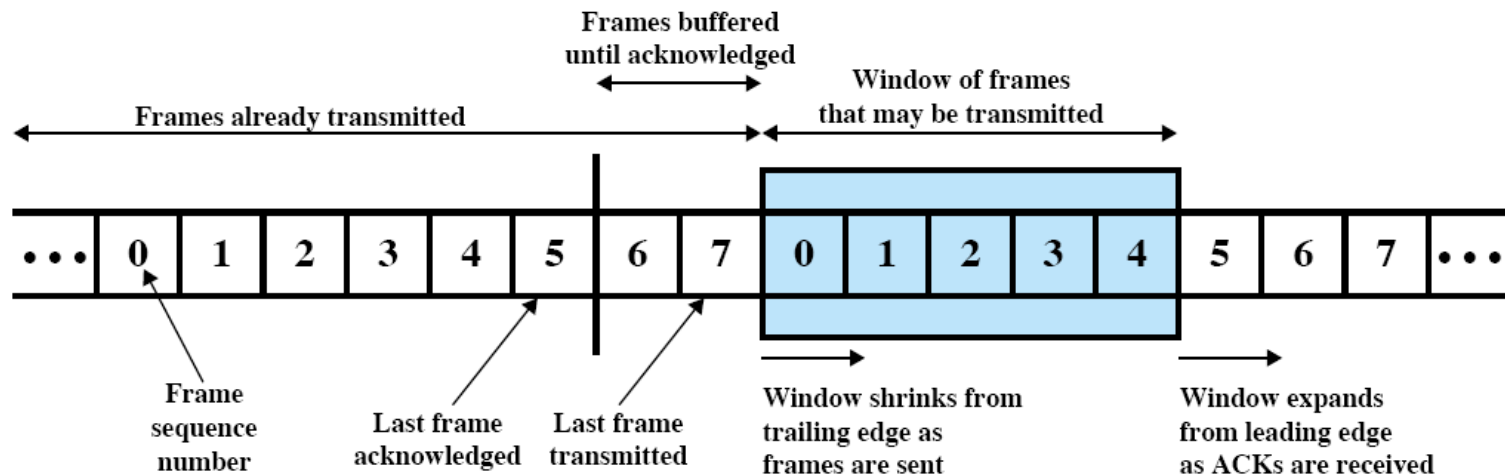 Frames buffered
until acknowledged
Window of frames
that may be transmitted
Frames already transmitted
••• 0 1 2 3 4 5 6 7 0 1 2 3 4 5 6 7 •••
Frame
sequence
number
Last frame
acknowledged
Last frame
transmitted
Window shrinks from
trailing edge as
frames are sent
Window expands
from leading edge
as ACKs are received